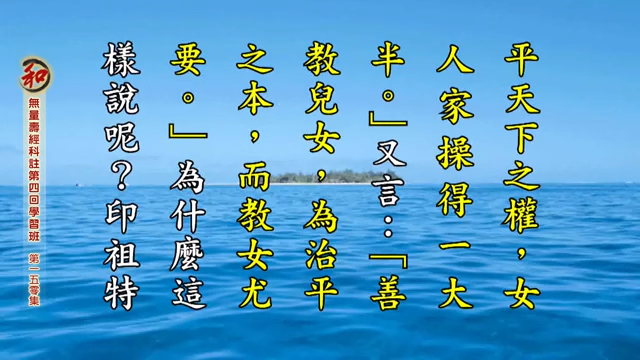 平天下之權，女
人家操得一大
半。」又言：「善
教兒女，為治平
之本，而教女尤
要。」為什麼這
樣說呢？印祖特
和
無量壽經科註第四回學習班 第一五零集